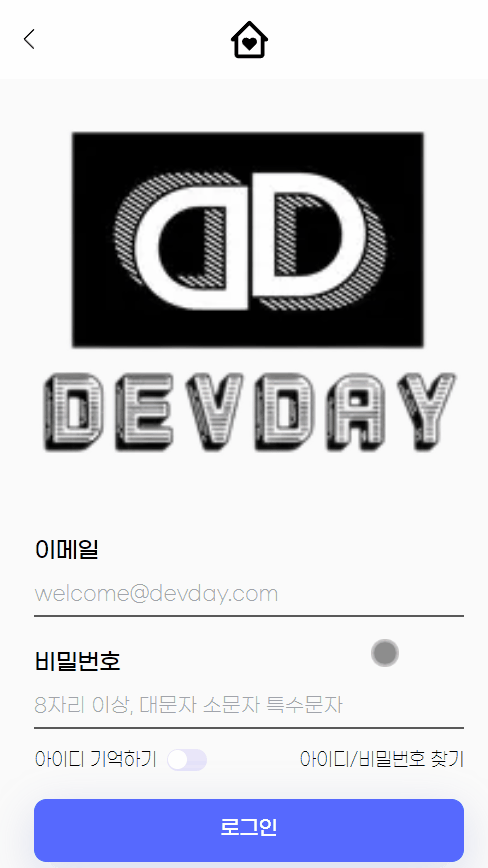 DD
DEVDAY
이메일
welcome@devday.com
비밀번호
8자리 이상, 대문자 소문자 특수문자
아이디 기억하기 아이디/비밀번호 찾기
로그인